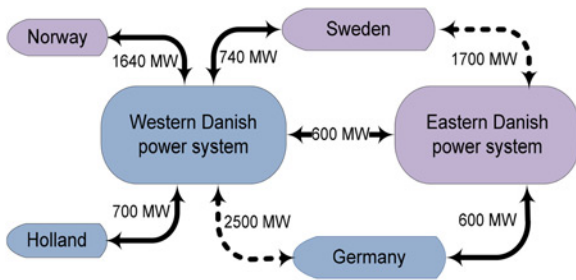 Norway
Sweden
1640 MW
740 MW
1700 MW
Western Danish
power system
600 MW
Eastern Danish
power system
700 MW
2500 MW
600 MW
Holland
Germany